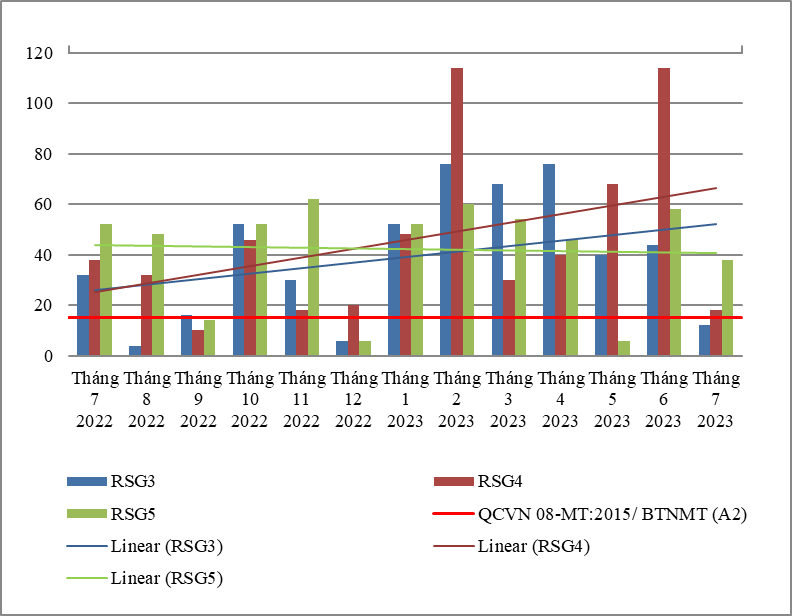 120
100
80
60
40
20
0
Tháng Tháng Tháng Tháng Tháng Tháng Tháng Tháng Tháng Tháng Tháng Tháng Tháng
7 8 9 10 11 12 1 2 3 4 5 6 7
2022 2022 2022 2022 2022 2022 2023 2023 2023 2023 2023 2023 2023
RSG3 RSG4
RSG5 QCVN 08-MT:2015/ BTNMT (A2)
Linear (RSG3) Linear (RSG4)
Linear (RSG5)